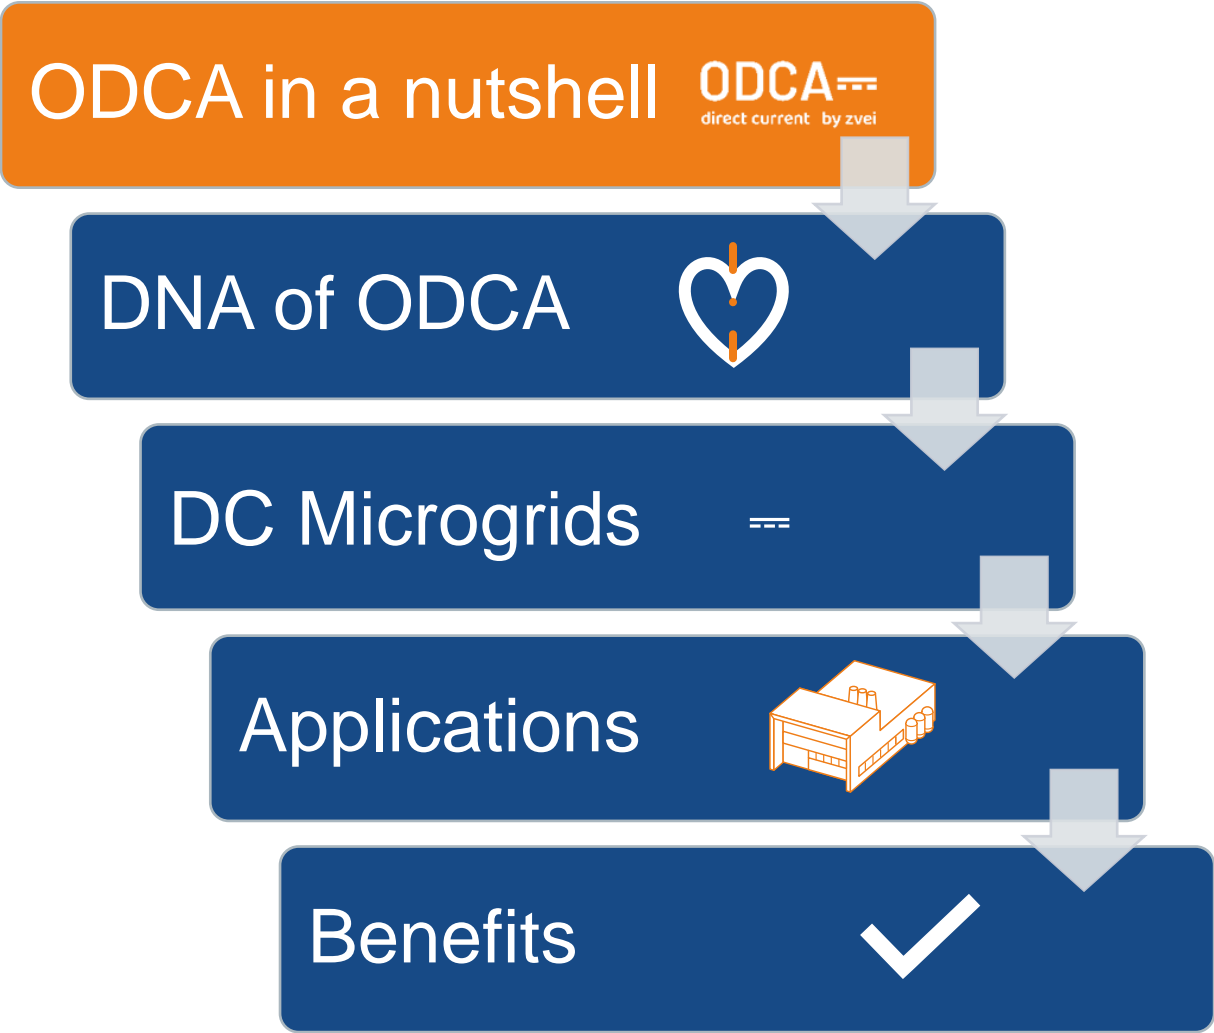 ODCA in a nutshell
ODCA
direct current by zvei
DNA of ODCA
DC Microgrids
Applications
Benefits